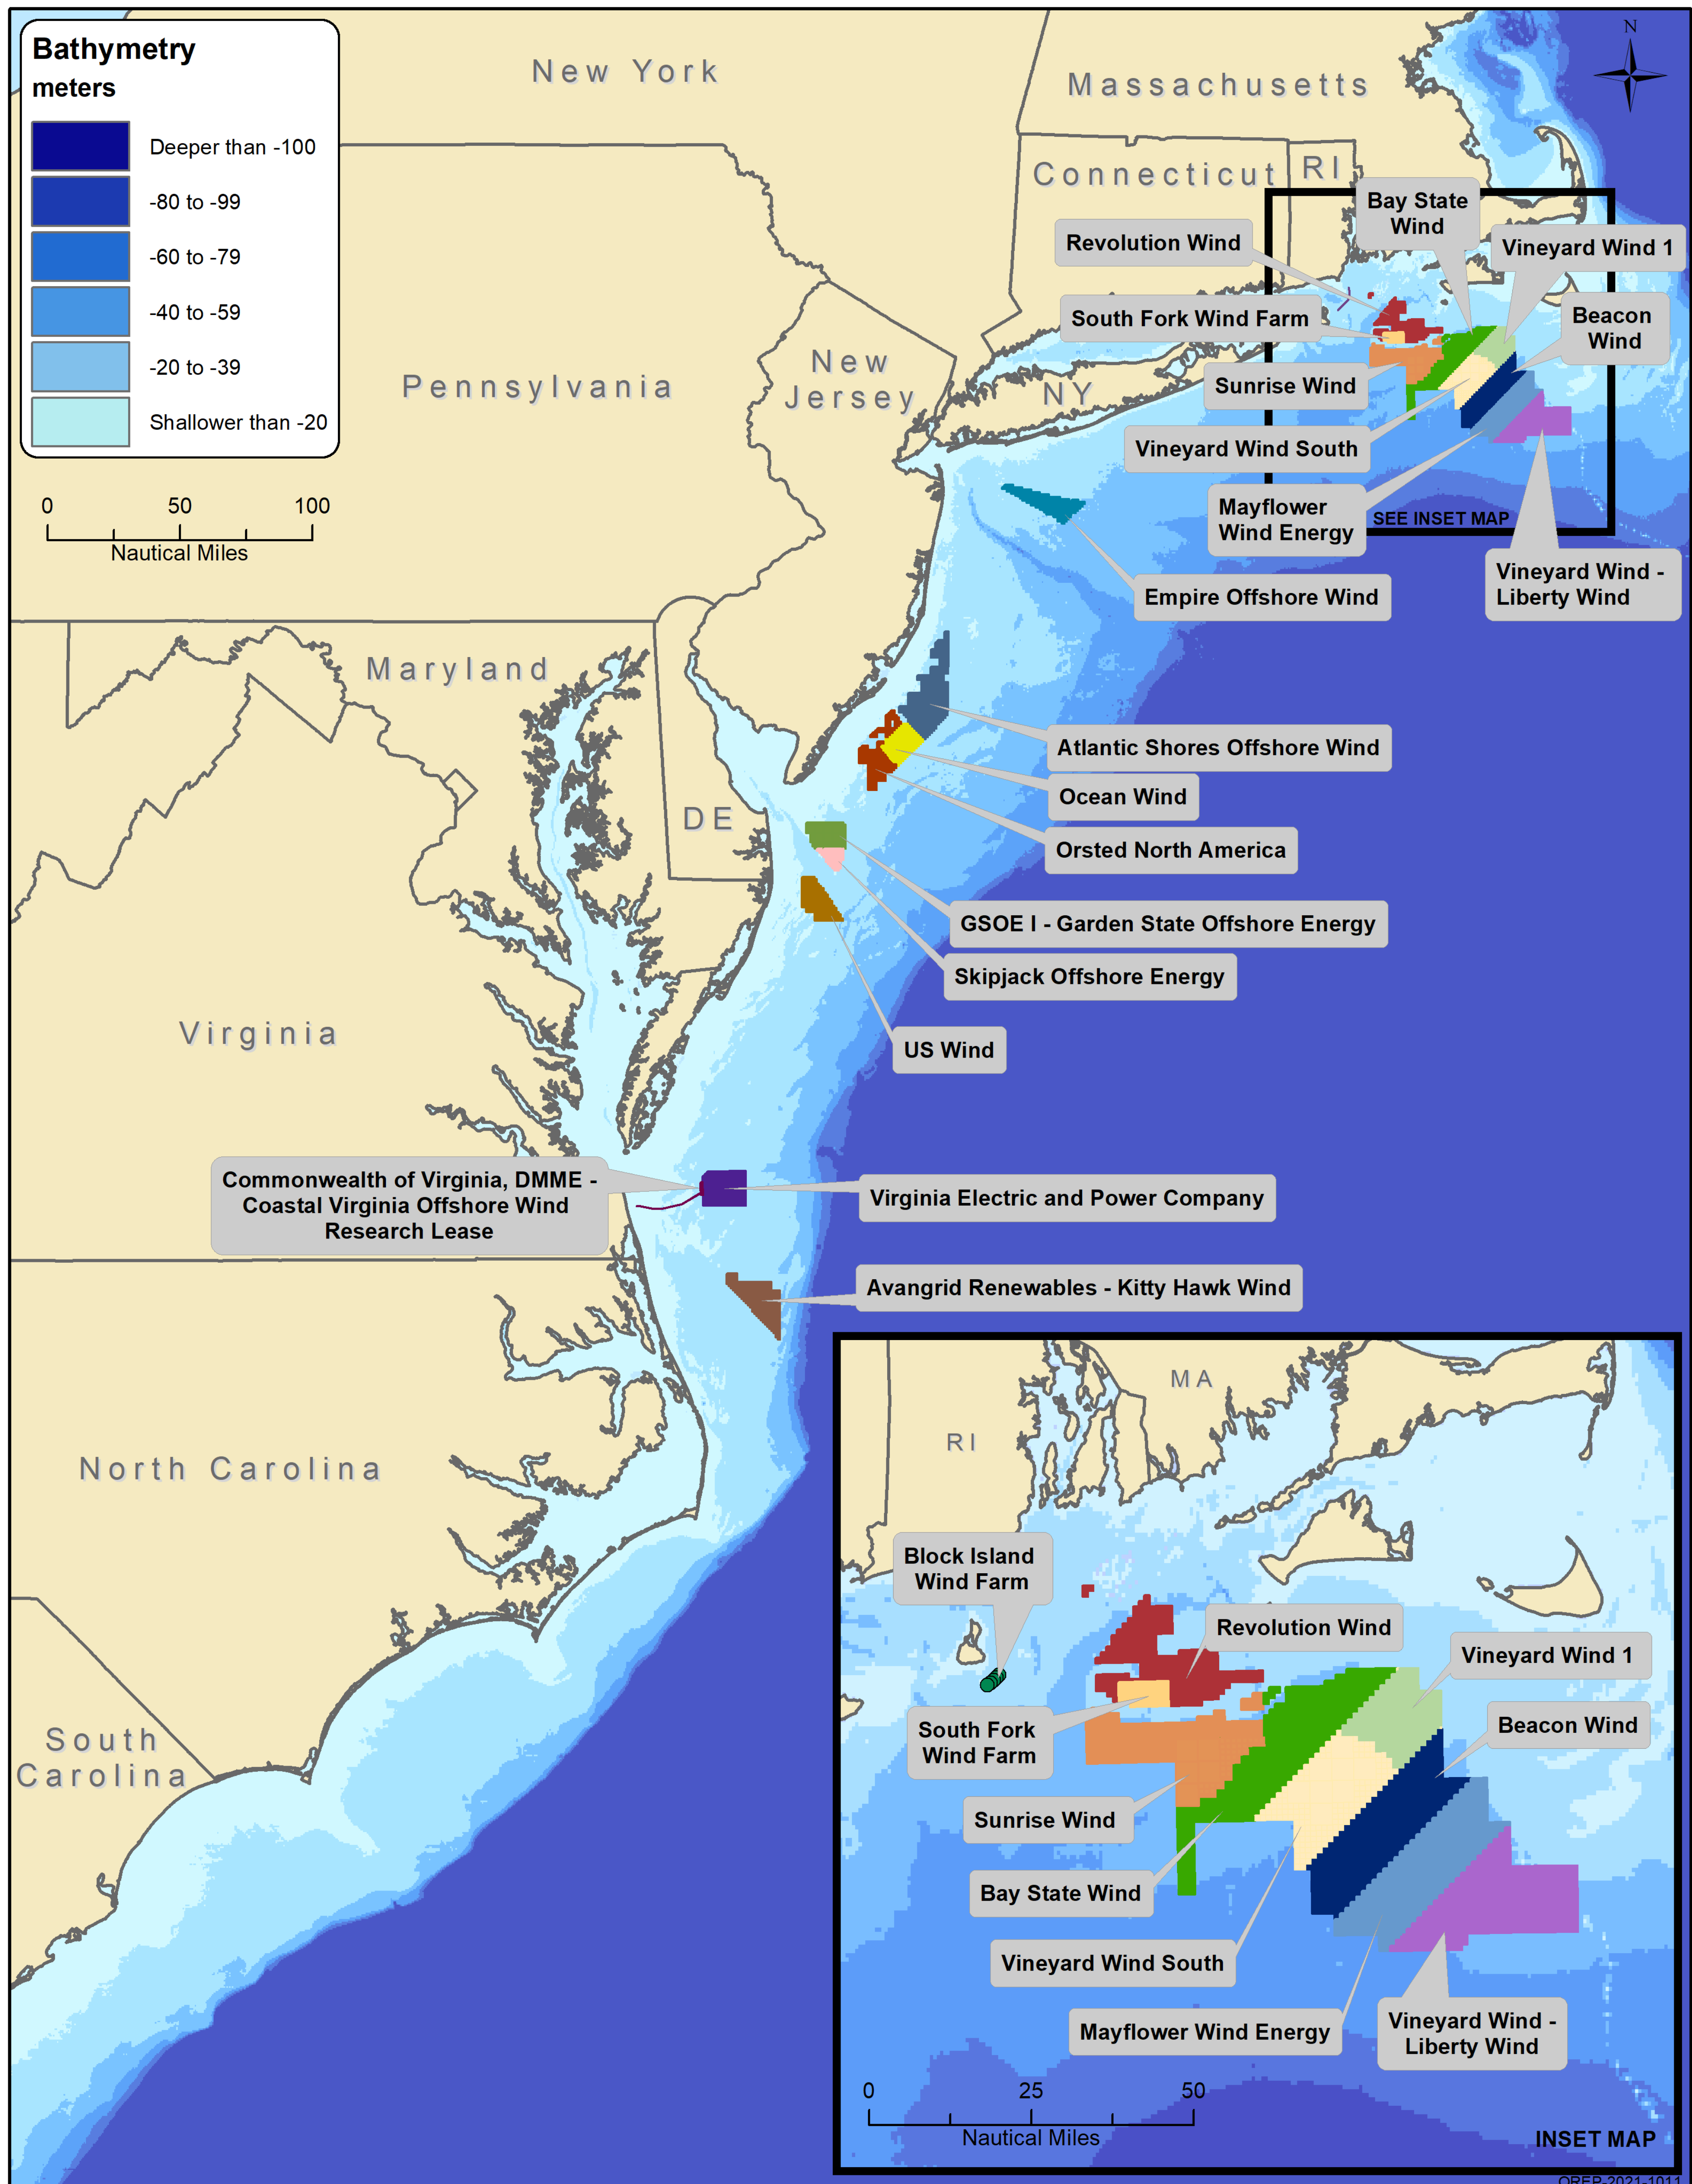 Bathymetry
meters
Deeper than -100
-80 to -99
-60 to -79
-40 to -59
-20 to -39
Shallower than -20
0 50 100
Nautical Miles
N
New York
Massachusetts
Connecticut
RI
Pennsylvania
New
Jersey
NY
Maryland
DE
Virginia
North Carolina
South
Carolina
Bay State
Wind
Revolution Wind
Vineyard Wind 1
South Fork Wind Farm
Beacon
Wind
Sunrise Wind
Vineyard Wind South
Mayflower
Wind Energy
SEE INSET MAP
Vineyard Wind -
Liberty Wind
Empire Offshore Wind
Atlantic Shores Offshore Wind
Ocean Wind
Orsted North America
GSOE I - Garden State Offshore Energy
Skipjack Offshore Energy
US Wind
Commonwealth of Virginia, DMME -
Coastal Virginia Offshore Wind
Research Lease
Virginia Electric and Power Company
Avangrid Renewables - Kitty Hawk Wind
MA
RI
Block Island
Wind Farm
Revolution Wind
Vineyard Wind 1
South Fork
Wind Farm
Beacon Wind
Sunrise Wind
Bay State Wind
Vineyard Wind South
Mayflower Wind Energy
Vineyard Wind -
Liberty Wind
0 25 50
Nautical Miles
INSET MAP
OREP-2021-1011